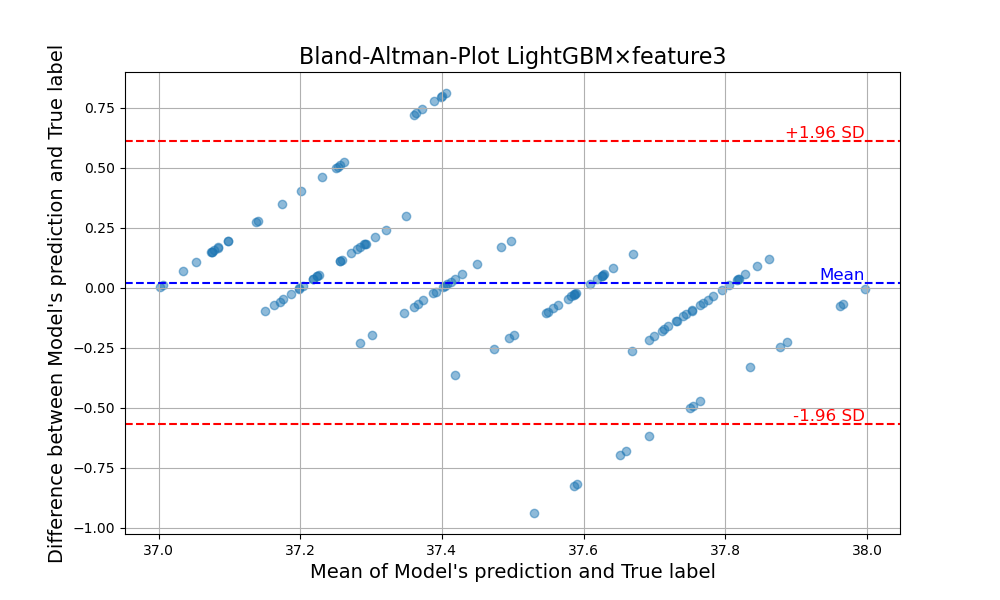 Bland-Altman-Plot LightGBM×feature3
Difference between Model's prediction and True label
0.75
0.50
0.25
0.00
−0.25
−0.50
−0.75
−1.00
+1.96 SD
Mean
-1.96 SD
37.0
37.2
37.4
37.6
37.8
38.0
Mean of Model's prediction and True label